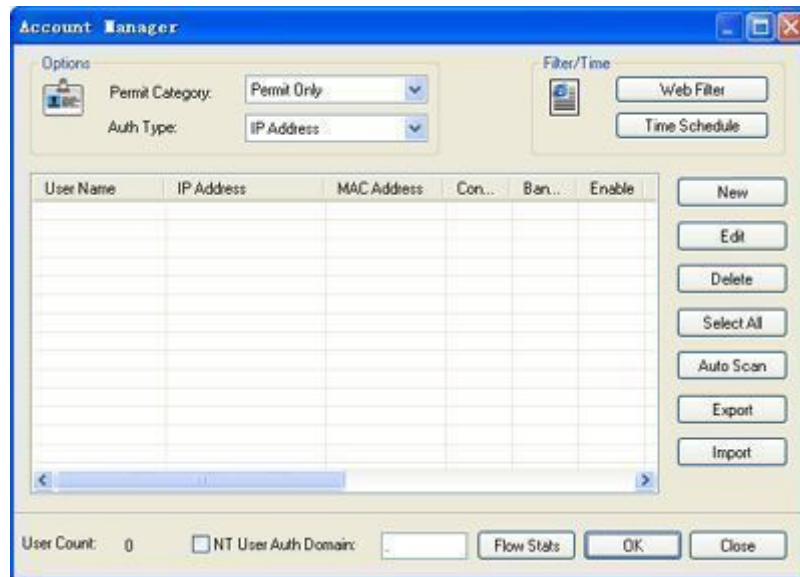 Account Manager
Options
Filter/Time
Permit Category: Permit Only
Web Filter
Auth Type: IP Address
Time Schedule
User Name IP Address MAC Address Con... Ban... Enable
New
Edit
Delete
Select All
Auto Scan
Export
Import
User Count: 0 NT User Auth Domain: . Flow Stats OK Close